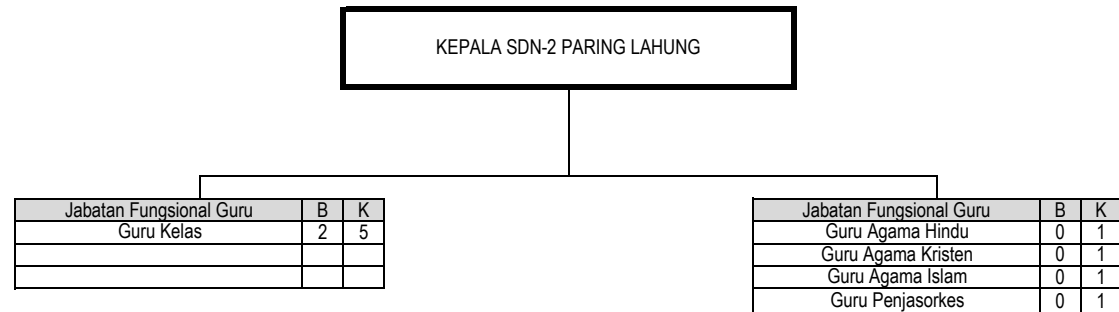 KEPALA SDN-2 PARING LAHUNG
Jabatan Fungsional Guru B K
Guru Kelas 2 5
Jabatan Fungsional Guru B K
Guru Agama Hindu 0 1
Guru Agama Kristen 0 1
Guru Agama Islam 0 1
Guru Penjasorkes 0 1